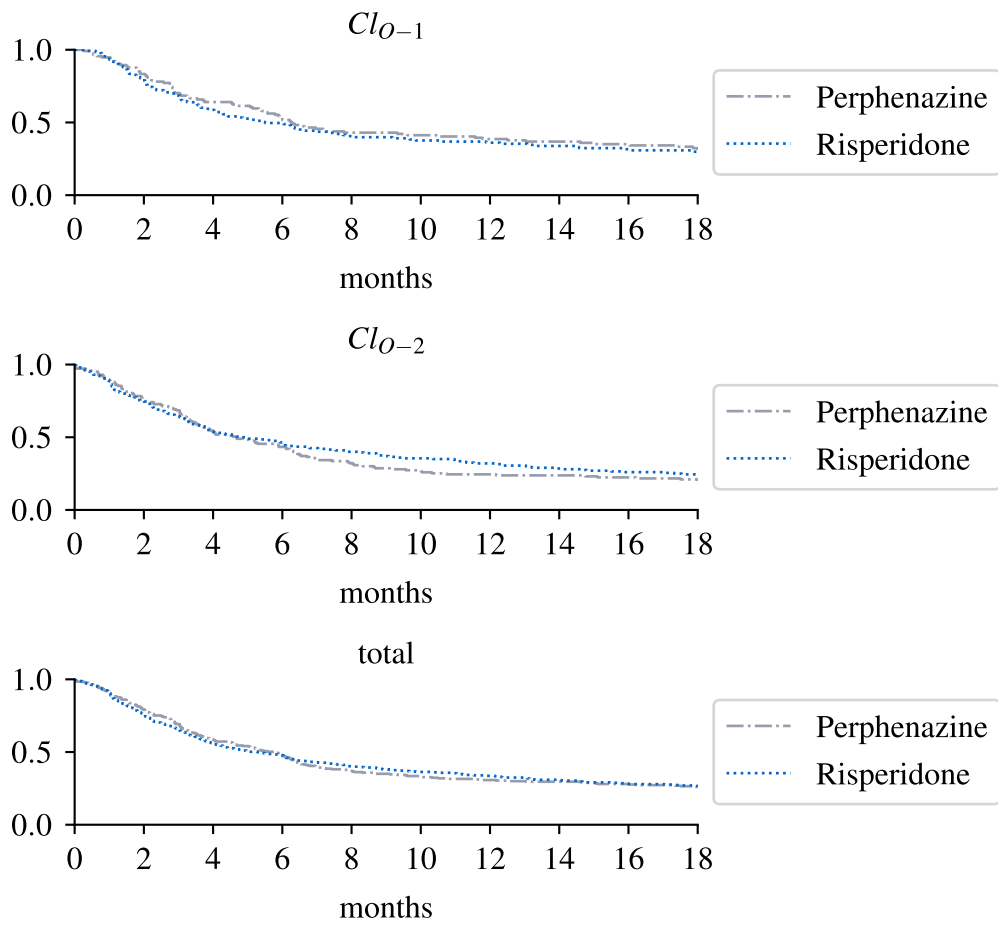 Cl_{O−1}
1.0
0.5
0.0
0 2 4 6 8 10 12 14 16 18
months
Perphenazine
Risperidone
Cl_{O−2}
1.0
0.5
0.0
0 2 4 6 8 10 12 14 16 18
months
Perphenazine
Risperidone
total
1.0
0.5
0.0
0 2 4 6 8 10 12 14 16 18
months
Perphenazine
Risperidone